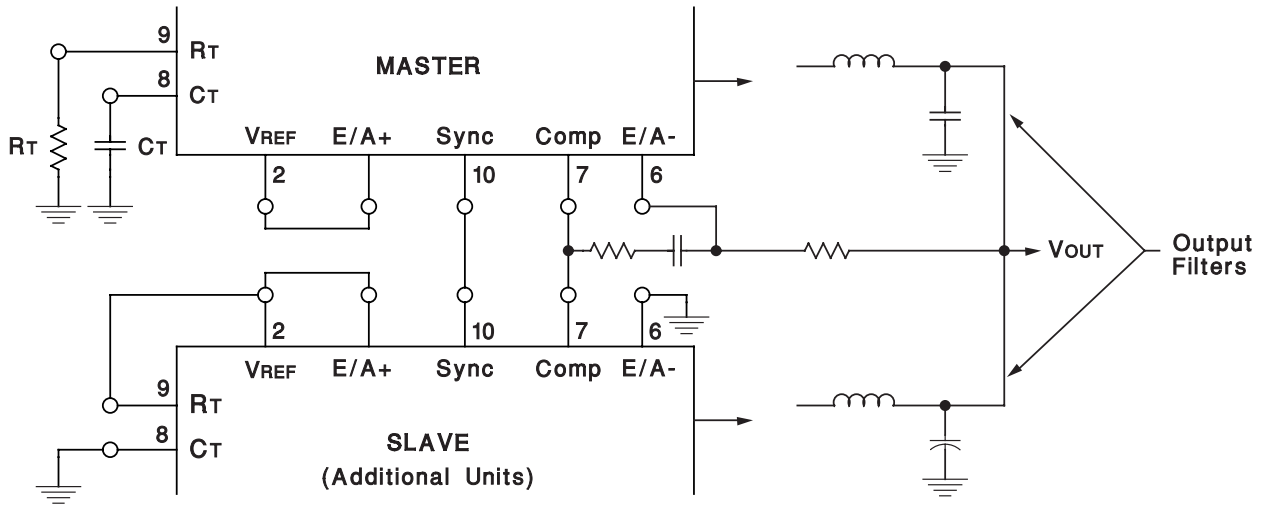 9
RT
MASTER
8
CT
RT
CT
VREF E/A+ Sync Comp E/A-
2 10 7 6
VOUT
Output
Filters
2 10 7 6
VREF E/A+ Sync Comp E/A-
9
RT
8
CT
SLAVE
(Additional Units)